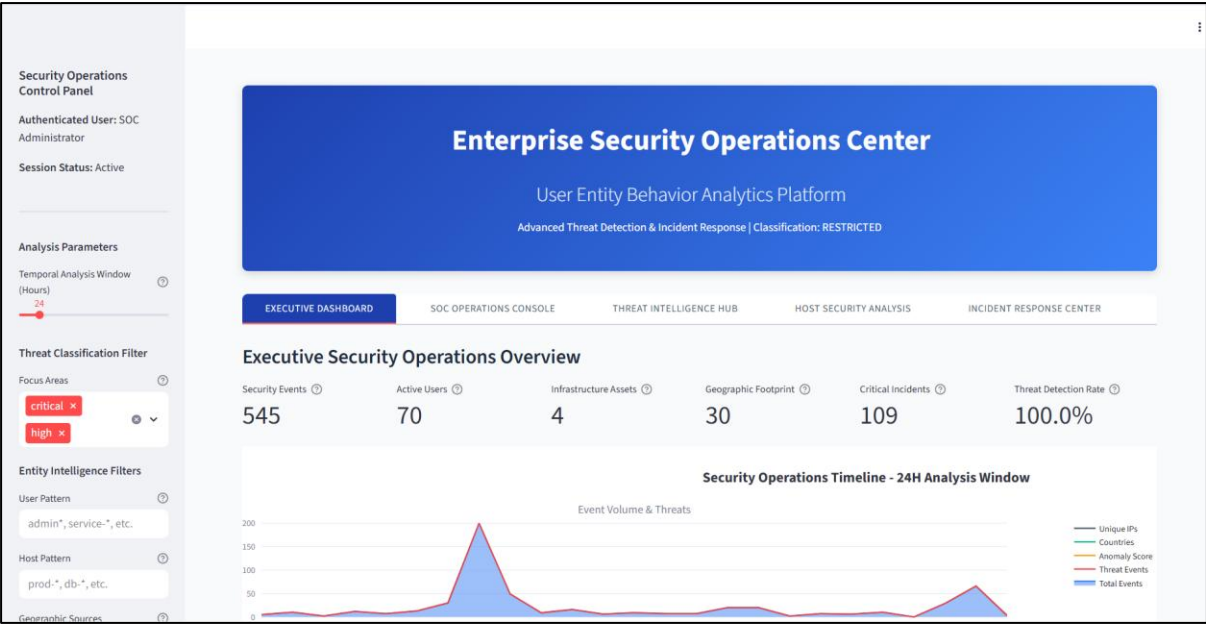 Security Operations
Control Panel
Authenticated User: SOC
Administrator
Session Status: Active
Analysis Parameters
Temporal Analysis Window
(Hours)
24
Threat Classification Filter
Focus Areas
critical ×
high ×
Entity Intelligence Filters
User Pattern
admin*, service-*, etc.
Host Pattern
prod-*, db-*, etc.
Geographic Sources
Enterprise Security Operations Center
User Entity Behavior Analytics Platform
Advanced Threat Detection & Incident Response | Classification: RESTRICTED
EXECUTIVE DASHBOARD
SOC OPERATIONS CONSOLE
THREAT INTELLIGENCE HUB
HOST SECURITY ANALYSIS
INCIDENT RESPONSE CENTER
Executive Security Operations Overview
Security Events
545
Active Users
70
Infrastructure Assets
4
Geographic Footprint
30
Critical Incidents
109
Threat Detection Rate
100.0%
Security Operations Timeline - 24H Analysis Window
Event Volume & Threats
200
150
100
50
0
Unique IPs
Countries
Anomaly Score
Threat Events
Total Events